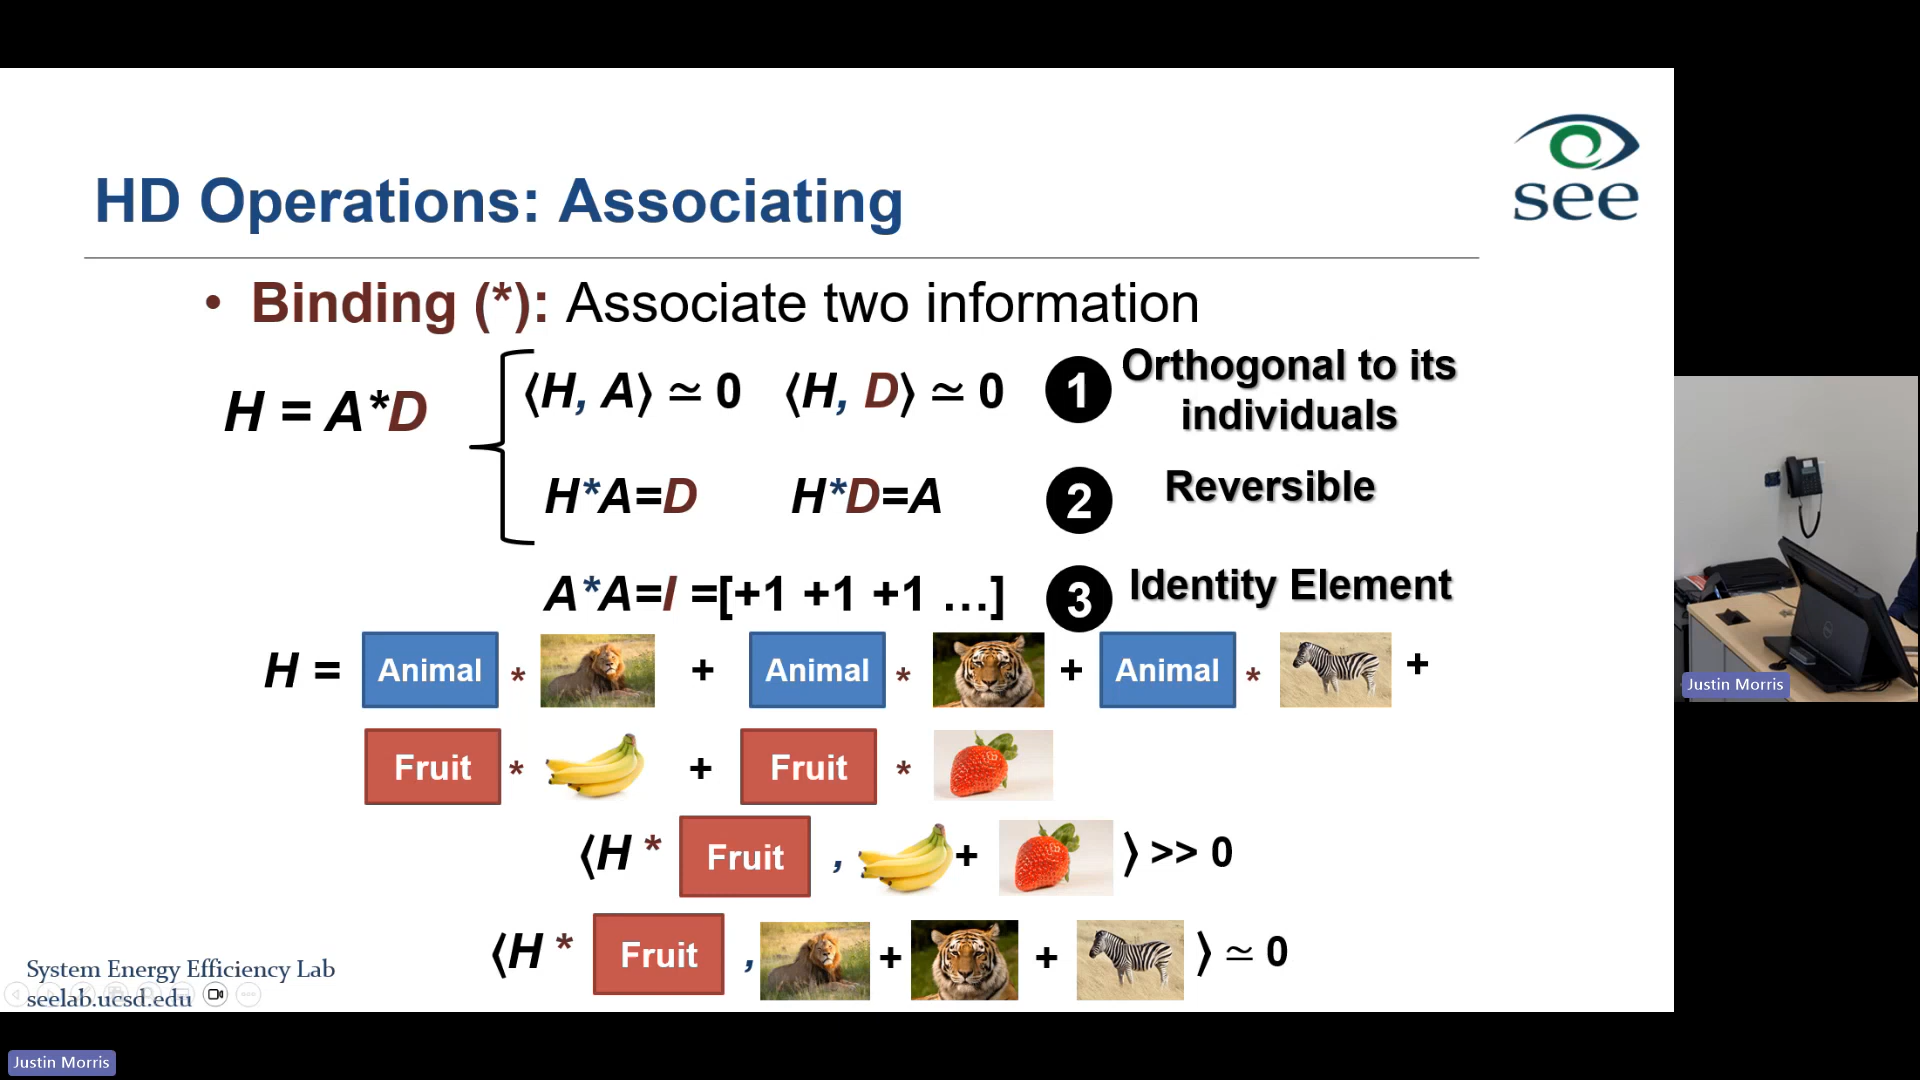 see
HD Operations: Associating
• Binding (*): Associate two information
H = A*D
⟨H, A⟩ ≃ 0 ⟨H, D⟩ ≃ 0 1 Orthogonal to its
individuals
H*A=D H*D=A 2 Reversible
A*A=I =[+1 +1 +1 …] 3 Identity Element
H = Animal * + Animal * + Animal * +
Fruit * + Fruit *
⟨H * Fruit , + ⟩ >> 0
⟨H * Fruit , + + ⟩ ≃ 0
System Energy Efficiency Lab
seelab.ucsd.edu
Justin Morris
Justin Morris